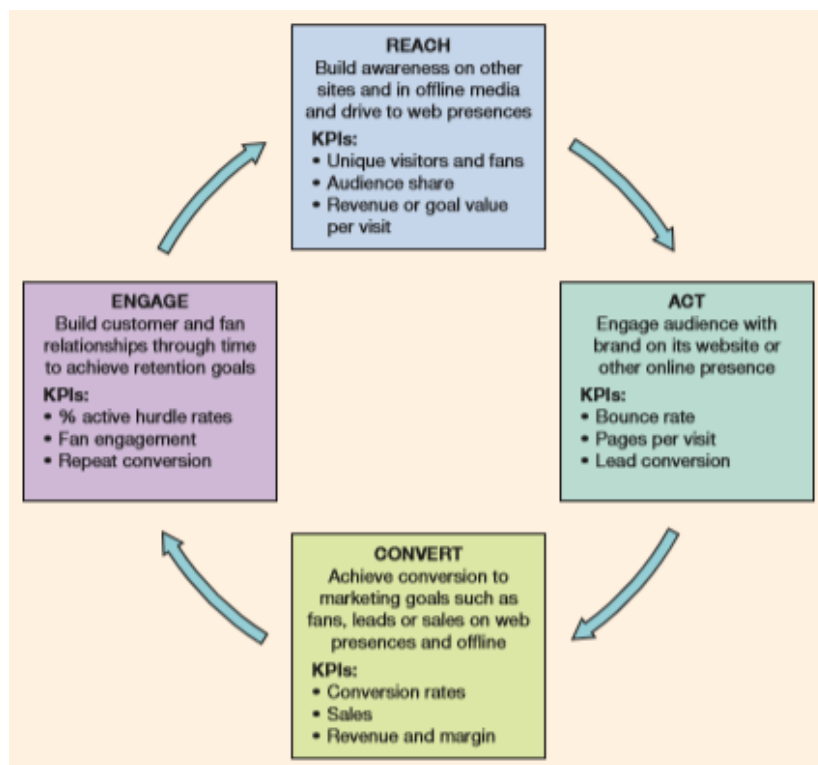 REACH
Build awareness on other
sites and in offline media
and drive to web presences
KPIs:
• Unique visitors and fans
• Audience share
• Revenue or goal value
per visit
ENGAGE
Build customer and fan
relationships through time
to achieve retention goals
KPIs:
• % active hurdle rates
• Fan engagement
• Repeat conversion
ACT
Engage audience with
brand on its website or
other online presence
KPIs:
• Bounce rate
• Pages per visit
• Lead conversion
CONVERT
Achieve conversion to
marketing goals such as
fans, leads or sales on web
presences and offline
KPIs:
• Conversion rates
• Sales
• Revenue and margin